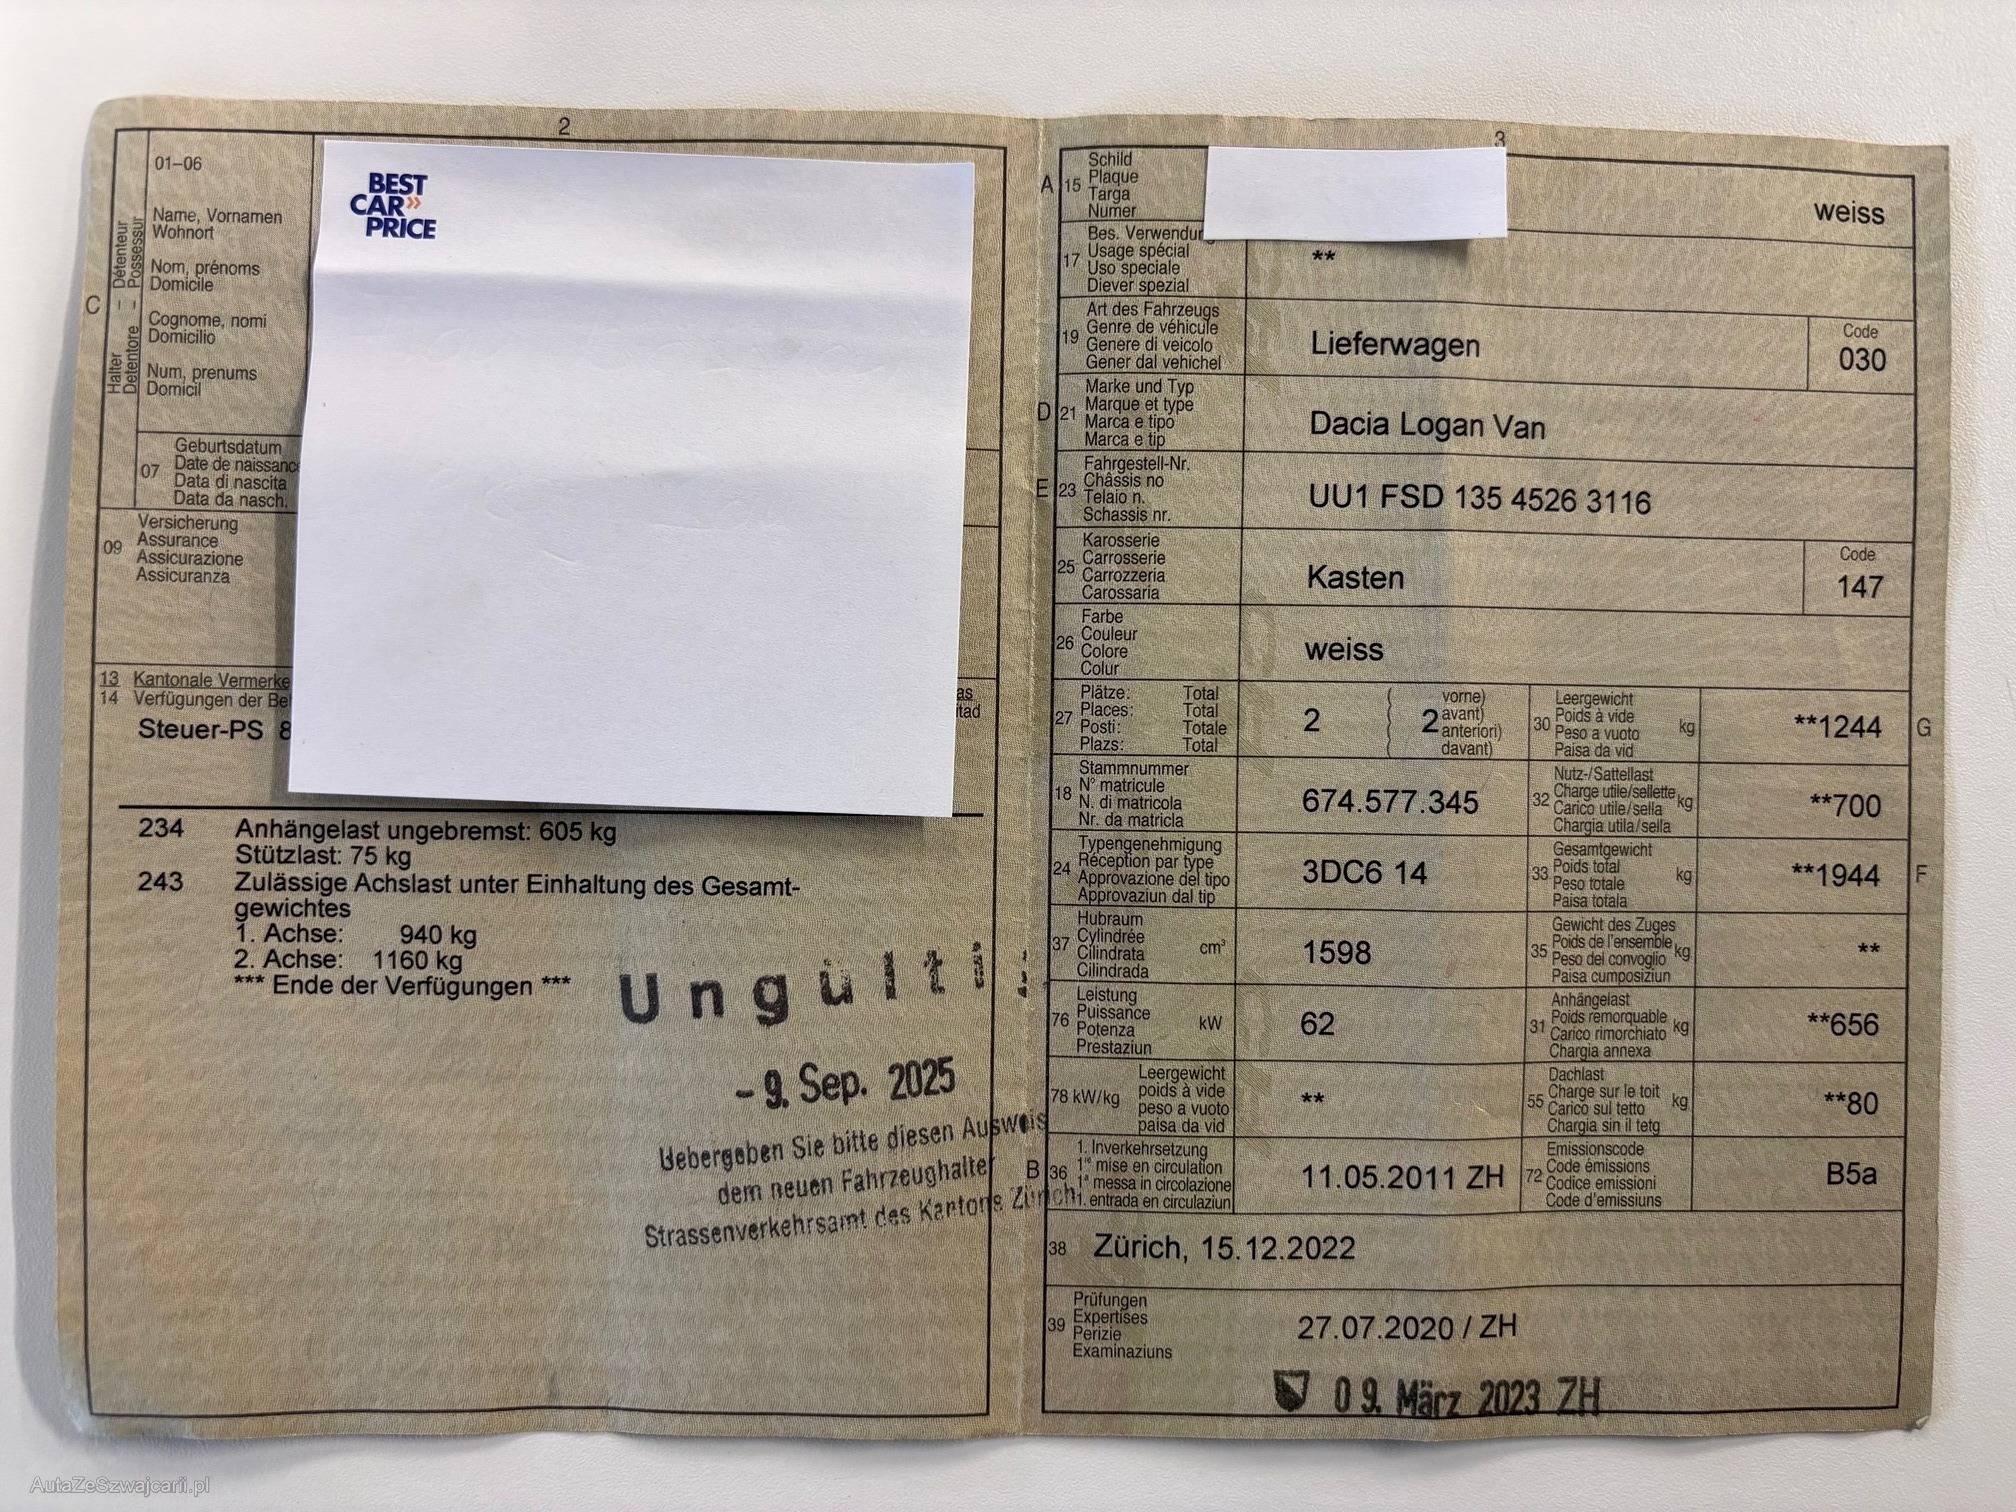 2
01–06
Name, Vornamen
Wohnort
Nom, prénoms
Domicile
Cognome, nomi
Domicilio
Num, prenums
Domicil
C
Halter – Détenteur
Detentore – Possessur
07
Geburtsdatum
Date de naissanc
Data di nascita
Data da nasch.
09
Versicherung
Assurance
Assicurazione
Assicuranza
BEST
CAR»
PRICE
13 Kantonale Vermerke
14 Verfügungen der Be
as
itad
Steuer-PS 8
234 Anhängelast ungebremst: 605 kg
Stützlast: 75 kg
243 Zulässige Achslast unter Einhaltung des Gesamt-
gewichtes
1. Achse: 940 kg
2. Achse: 1160 kg
*** Ende der Verfügungen ***
Ungülti
- 9. Sep. 2025
Uebergeben Sie bitte diesen Ausweis
dem neuen Fahrzeughalter
Strassenverkehrsamt des Kantons Zürich
3
A 15
Schild
Plaque
Targa
Numer
weiss
17
Bes. Verwendun
Usage spécial
Uso speciale
Diever spezial
**
19
Art des Fahrzeugs
Genre de véhicule
Genere di veicolo
Gener dal vehichel
Lieferwagen
Code
030
D 21
Marke und Typ
Marque et type
Marca e tipo
Marca e tip
Dacia Logan Van
E 23
Fahrgestell-Nr.
Châssis no
Telaio n.
Schassis nr.
UU1 FSD 135 4526 3116
25
Karosserie
Carrosserie
Carrozzeria
Carossaria
Kasten
Code
147
26
Farbe
Couleur
Colore
Colur
weiss
27
Plätze: Total
Places: Total
Posti: Totale
Plazs: Total
2
( vorne)
2 avant)
anteriori)
( davant)
30
Leergewicht
Poids à vide
Peso a vuoto
Paisa da vid
kg
**1244
G
18
Stammnummer
N° matricule
N. di matricola
Nr. da matricla
674.577.345
32
Nutz-/Sattellast
Charge utile/sellette
Carico utile/sella
Chargia utila/sella
kg
**700
24
Typengenehmigung
Réception par type
Approvazione del tipo
Approvaziun dal tip
3DC6 14
33
Gesamtgewicht
Poids total
Peso totale
Paisa totala
kg
**1944
F
37
Hubraum
Cylindrée
Cilindrata
Cilindrada
cm³
1598
35
Gewicht des Zuges
Poids de l'ensemble
Peso del convoglio
Paisa cumposiziun
kg
**
76
Leistung
Puissance
Potenza
Prestaziun
kW
62
31
Anhängelast
Poids remorquable
Carico rimorchiato
Chargia annexa
kg
**656
78 kW/kg
Leergewicht
poids à vide
peso a vuoto
paisa da vid
**
55
Dachlast
Charge sur le toit
Carico sul tetto
Chargia sin il tetg
kg
**80
B 36
1. Inverkehrsetzung
1re mise en circulation
1a messa in circolazione
1. entrada en circulaziun
11.05.2011 ZH
72
Emissionscode
Code émissions
Codice emissioni
Code d'emissiuns
B5a
38 Zürich, 15.12.2022
39
Prüfungen
Expertises
Perizie
Examinaziuns
27.07.2020 / ZH
09. März 2023 ZH
AutaZeSzwajcarii.pl